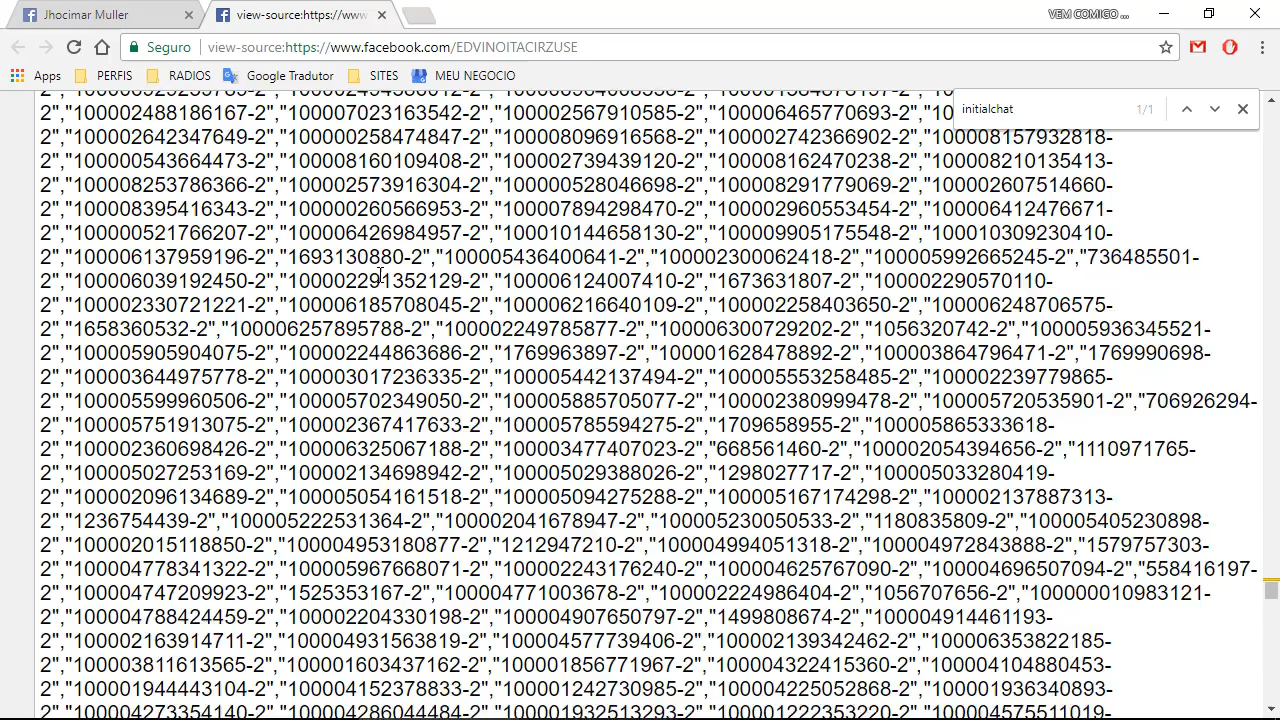 Jhocimar Muller
view-source:https://www
VEM COMIGO ...
Seguro
view-source:https://www.facebook.com/EDVINOITACIRZUSE
Apps
PERFIS
RADIOS
Google Tradutor
SITES
MEU NEGOCIO
initialchat
1/1
2","100002488186167-2","100007023163542-2","100002567910585-2","100006465770693-2","10
2","100002642347649-2","100000258474847-2","100008096916568-2","100002742366902-2","100008157932818-
2","100000543664473-2","100008160109408-2","100002739439120-2","100008162470238-2","100008210135413-
2","100008253786366-2","100002573916304-2","100000528046698-2","100008291779069-2","100002607514660-
2","100008395416343-2","100000260566953-2","100007894298470-2","100002960553454-2","100006412476671-
2","100000521766207-2","100006426984957-2","100010144658130-2","100009905175548-2","100010309230410-
2","100006137959196-2","1693130880-2","100005436400641-2","100002300062418-2","100005992665245-2","736485501-
2","100006039192450-2","100002291352129-2","100006124007410-2","1673631807-2","100002290570110-
2","100002330721221-2","100006185708045-2","100006216640109-2","100002258403650-2","100006248706575-
2","1658360532-2","100006257895788-2","100002249785877-2","100006300729202-2","1056320742-2","100005936345521-
2","100005905904075-2","100002244863686-2","1769963897-2","100001628478892-2","100003864796471-2","1769990698-
2","100003644975778-2","100003017236335-2","100005442137494-2","100005553258485-2","100002239779865-
2","100005599960506-2","100005702349050-2","100005885705077-2","100002380999478-2","100005720535901-2","706926294-
2","100005751913075-2","100002367417633-2","100005785594275-2","1709658955-2","100005865333618-
2","100002360698426-2","100006325067188-2","100003477407023-2","668561460-2","100002054394656-2","1110971765-
2","100005027253169-2","100002134698942-2","100005029388026-2","1298027717-2","100005033280419-
2","100002096134689-2","100005054161518-2","100005094275288-2","100005167174298-2","100002137887313-
2","1236754439-2","100005222531364-2","100002041678947-2","100005230050533-2","1180835809-2","100005405230898-
2","100002015118850-2","100004953180877-2","1212947210-2","100004994051318-2","100004972843888-2","1579757303-
2","100004778341322-2","100005967668071-2","100002243176240-2","100004625767090-2","100004696507094-2","558416197-
2","100004747209923-2","1525353167-2","100004771003678-2","100002224986404-2","1056707656-2","100000010983121-
2","100004788424459-2","100002204330198-2","100004907650797-2","1499808674-2","100004914461193-
2","100002163914711-2","100004931563819-2","100004577739406-2","100002139342462-2","100006353822185-
2","100003811613565-2","100001603437162-2","100001856771967-2","100004322415360-2","100004104880453-
2","100001944443104-2","100004152378833-2","100001242730985-2","100004225052868-2","100001936340893-
2","100004273354140-2","100004286044484-2","100001932513293-2","100001222353220-2","100004575511019-